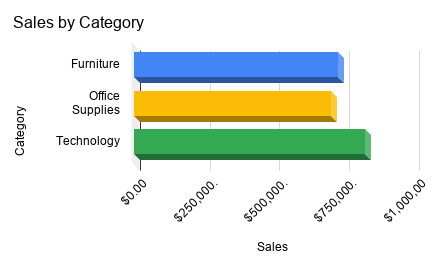 Sales by Category
Furniture
Office
Supplies
Technology
Category
$0.00
$250,000.
$500,000.
$750,000.
$1,000,00
Sales